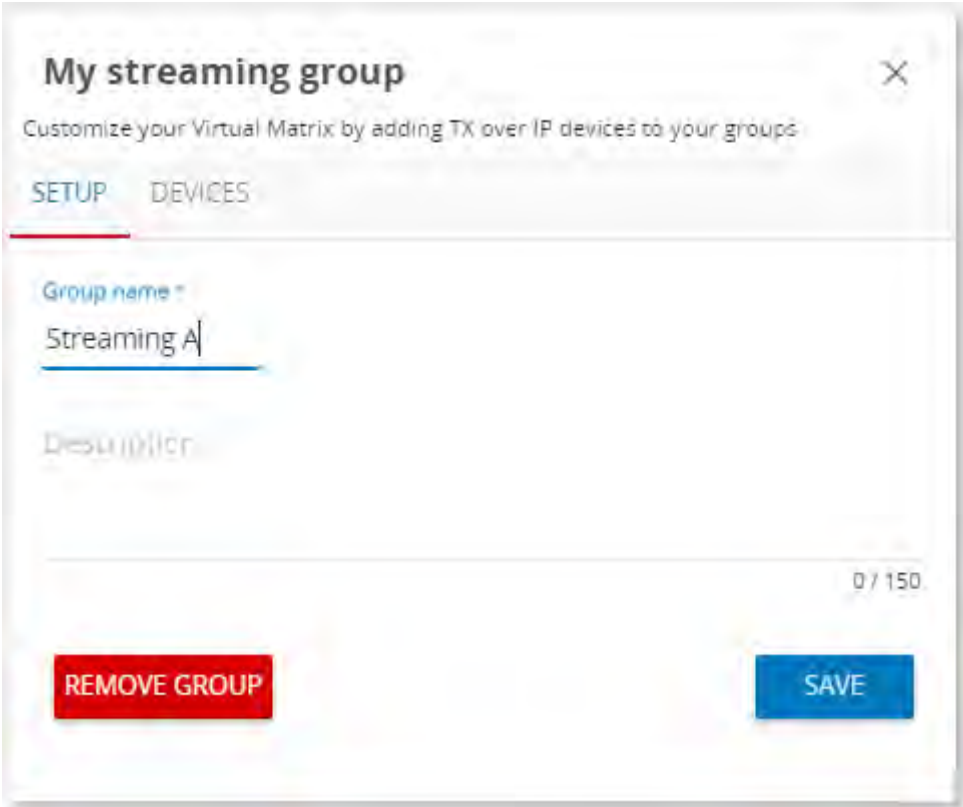 My streaming group
Customize your Virtual Matrix by adding TX over IP devices to your groups
SETUP DEVICES
Group name *
Streaming A
Description
0 / 150
REMOVE GROUP SAVE